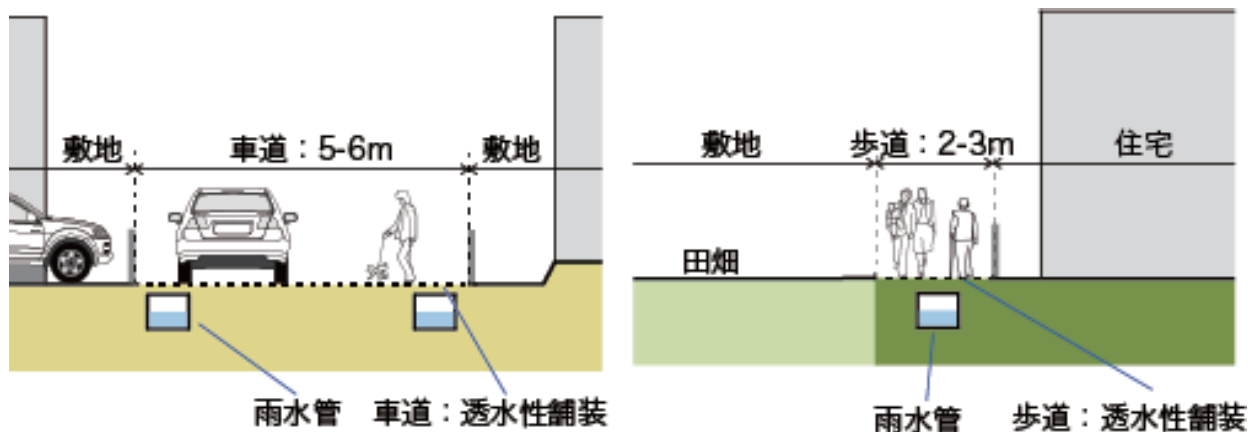 敷地 車道：5-6m 敷地
雨水管 車道：透水性舗装
敷地 歩道：2-3m 住宅
田畑
雨水管 歩道：透水性舗装